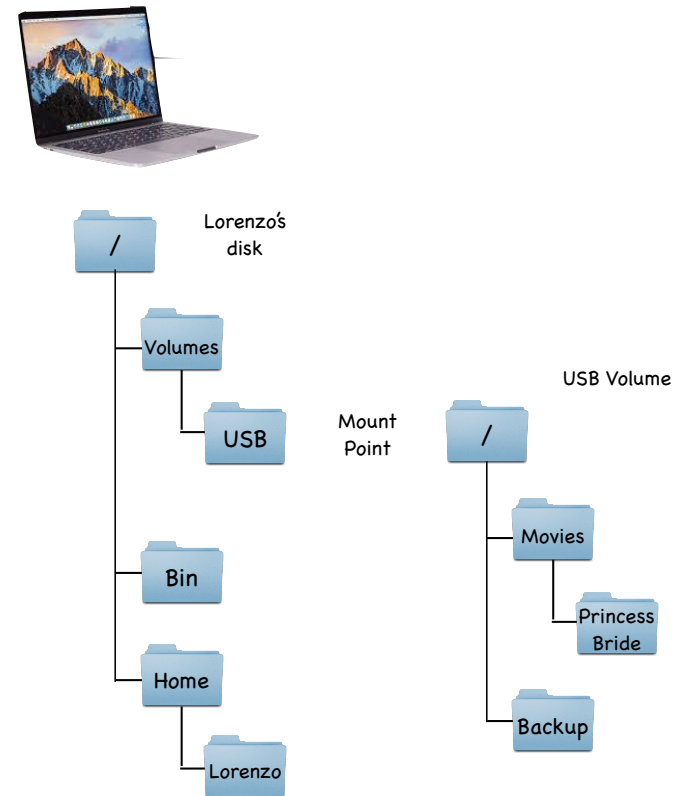 Lorenzo's
disk
/
Volumes
USB
Bin
Home
Lorenzo
Mount
Point
USB Volume
/
Movies
Princess
Bride
Backup